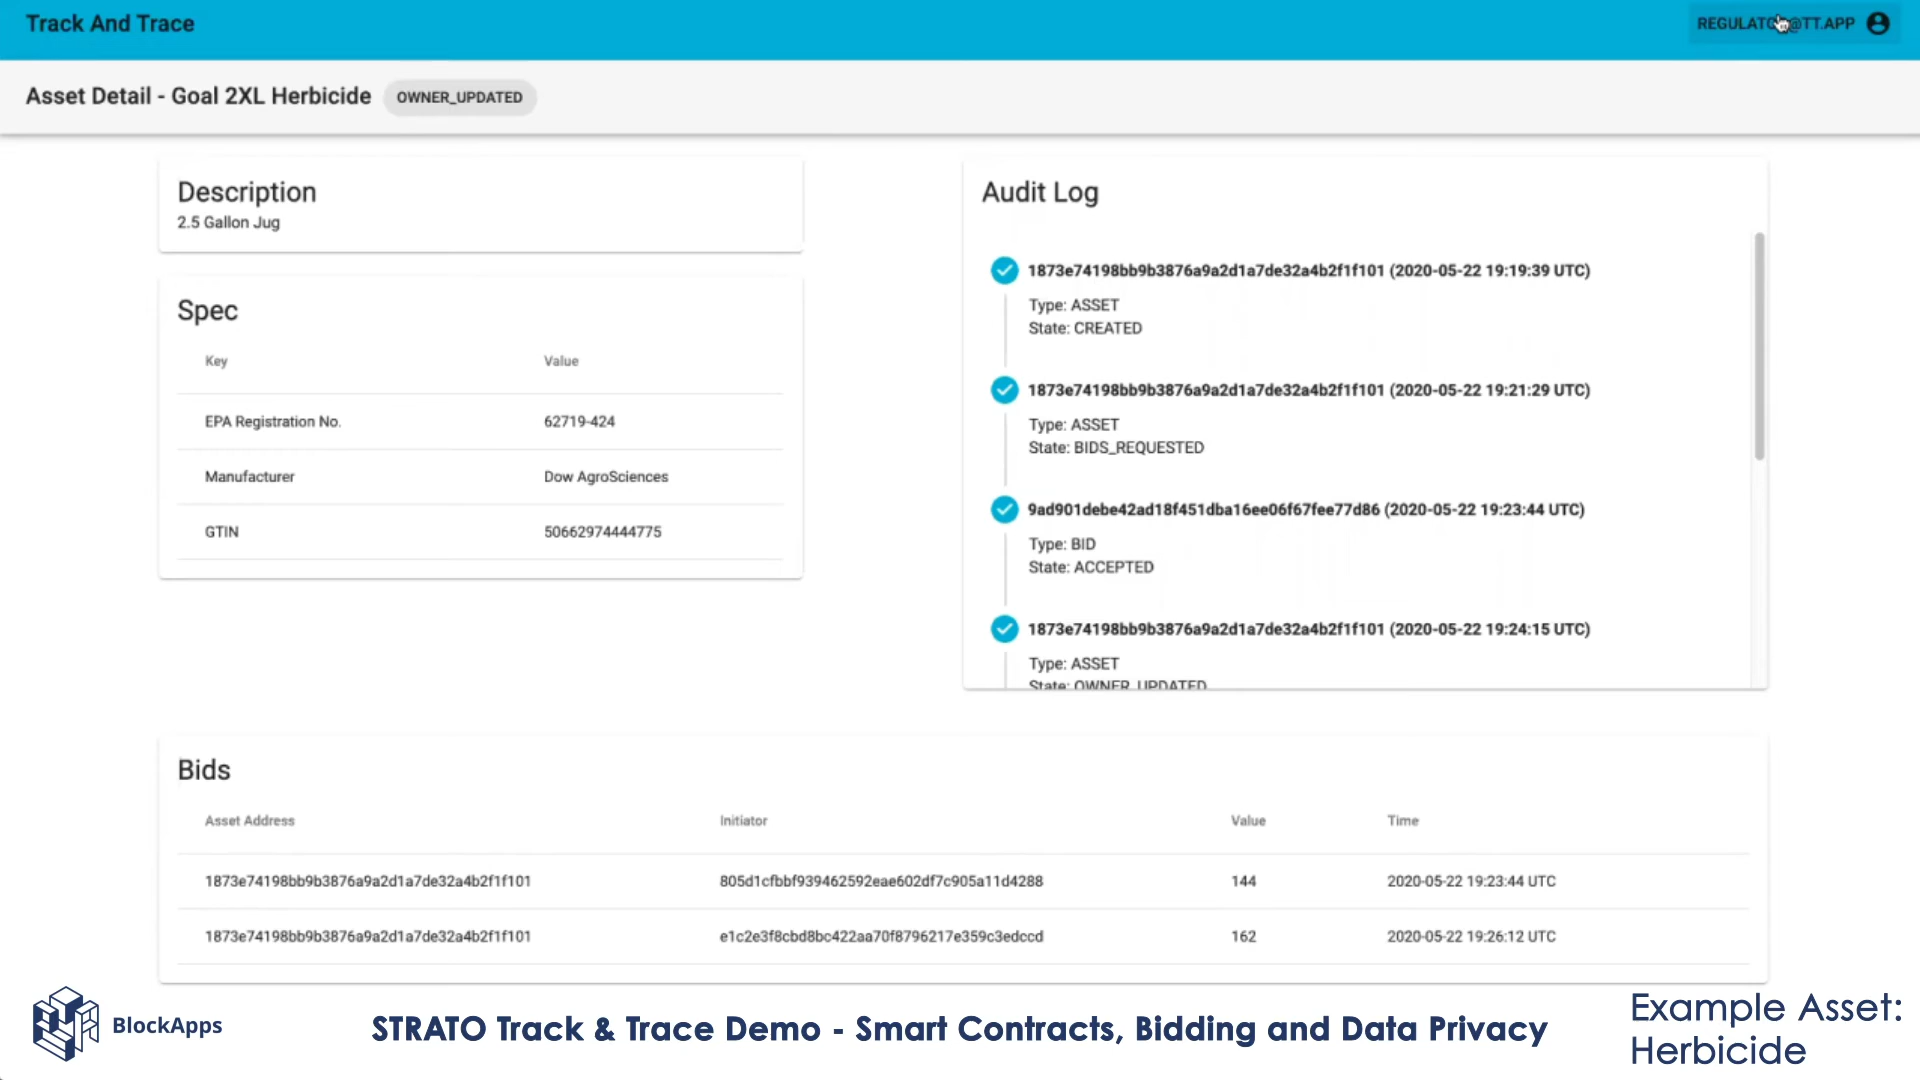 Track And Trace
REGULATOR@TT.APP
Asset Detail - Goal 2XL Herbicide
OWNER_UPDATED
Description
2.5 Gallon Jug
Spec
Key Value
EPA Registration No. 62719-424
Manufacturer Dow AgroSciences
GTIN 50662974444775
Audit Log
1873e74198bb9b3876a9a2d1a7de32a4b2f1f101 (2020-05-22 19:19:39 UTC)
Type: ASSET
State: CREATED
1873e74198bb9b3876a9a2d1a7de32a4b2f1f101 (2020-05-22 19:21:29 UTC)
Type: ASSET
State: BIDS_REQUESTED
9ad901debe42ad18f451dba16ee06f67fee77d86 (2020-05-22 19:23:44 UTC)
Type: BID
State: ACCEPTED
1873e74198bb9b3876a9a2d1a7de32a4b2f1f101 (2020-05-22 19:24:15 UTC)
Type: ASSET
State: OWNER_UPDATED
Bids
Asset Address Initiator Value Time
1873e74198bb9b3876a9a2d1a7de32a4b2f1f101 805d1cfbbf939462592eae602df7c905a11d4288 144 2020-05-22 19:23:44 UTC
1873e74198bb9b3876a9a2d1a7de32a4b2f1f101 e1c2e3f8cbd8bc422aa70f8796217e359c3edccd 162 2020-05-22 19:26:12 UTC
BlockApps
STRATO Track & Trace Demo - Smart Contracts, Bidding and Data Privacy
Example Asset:
Herbicide